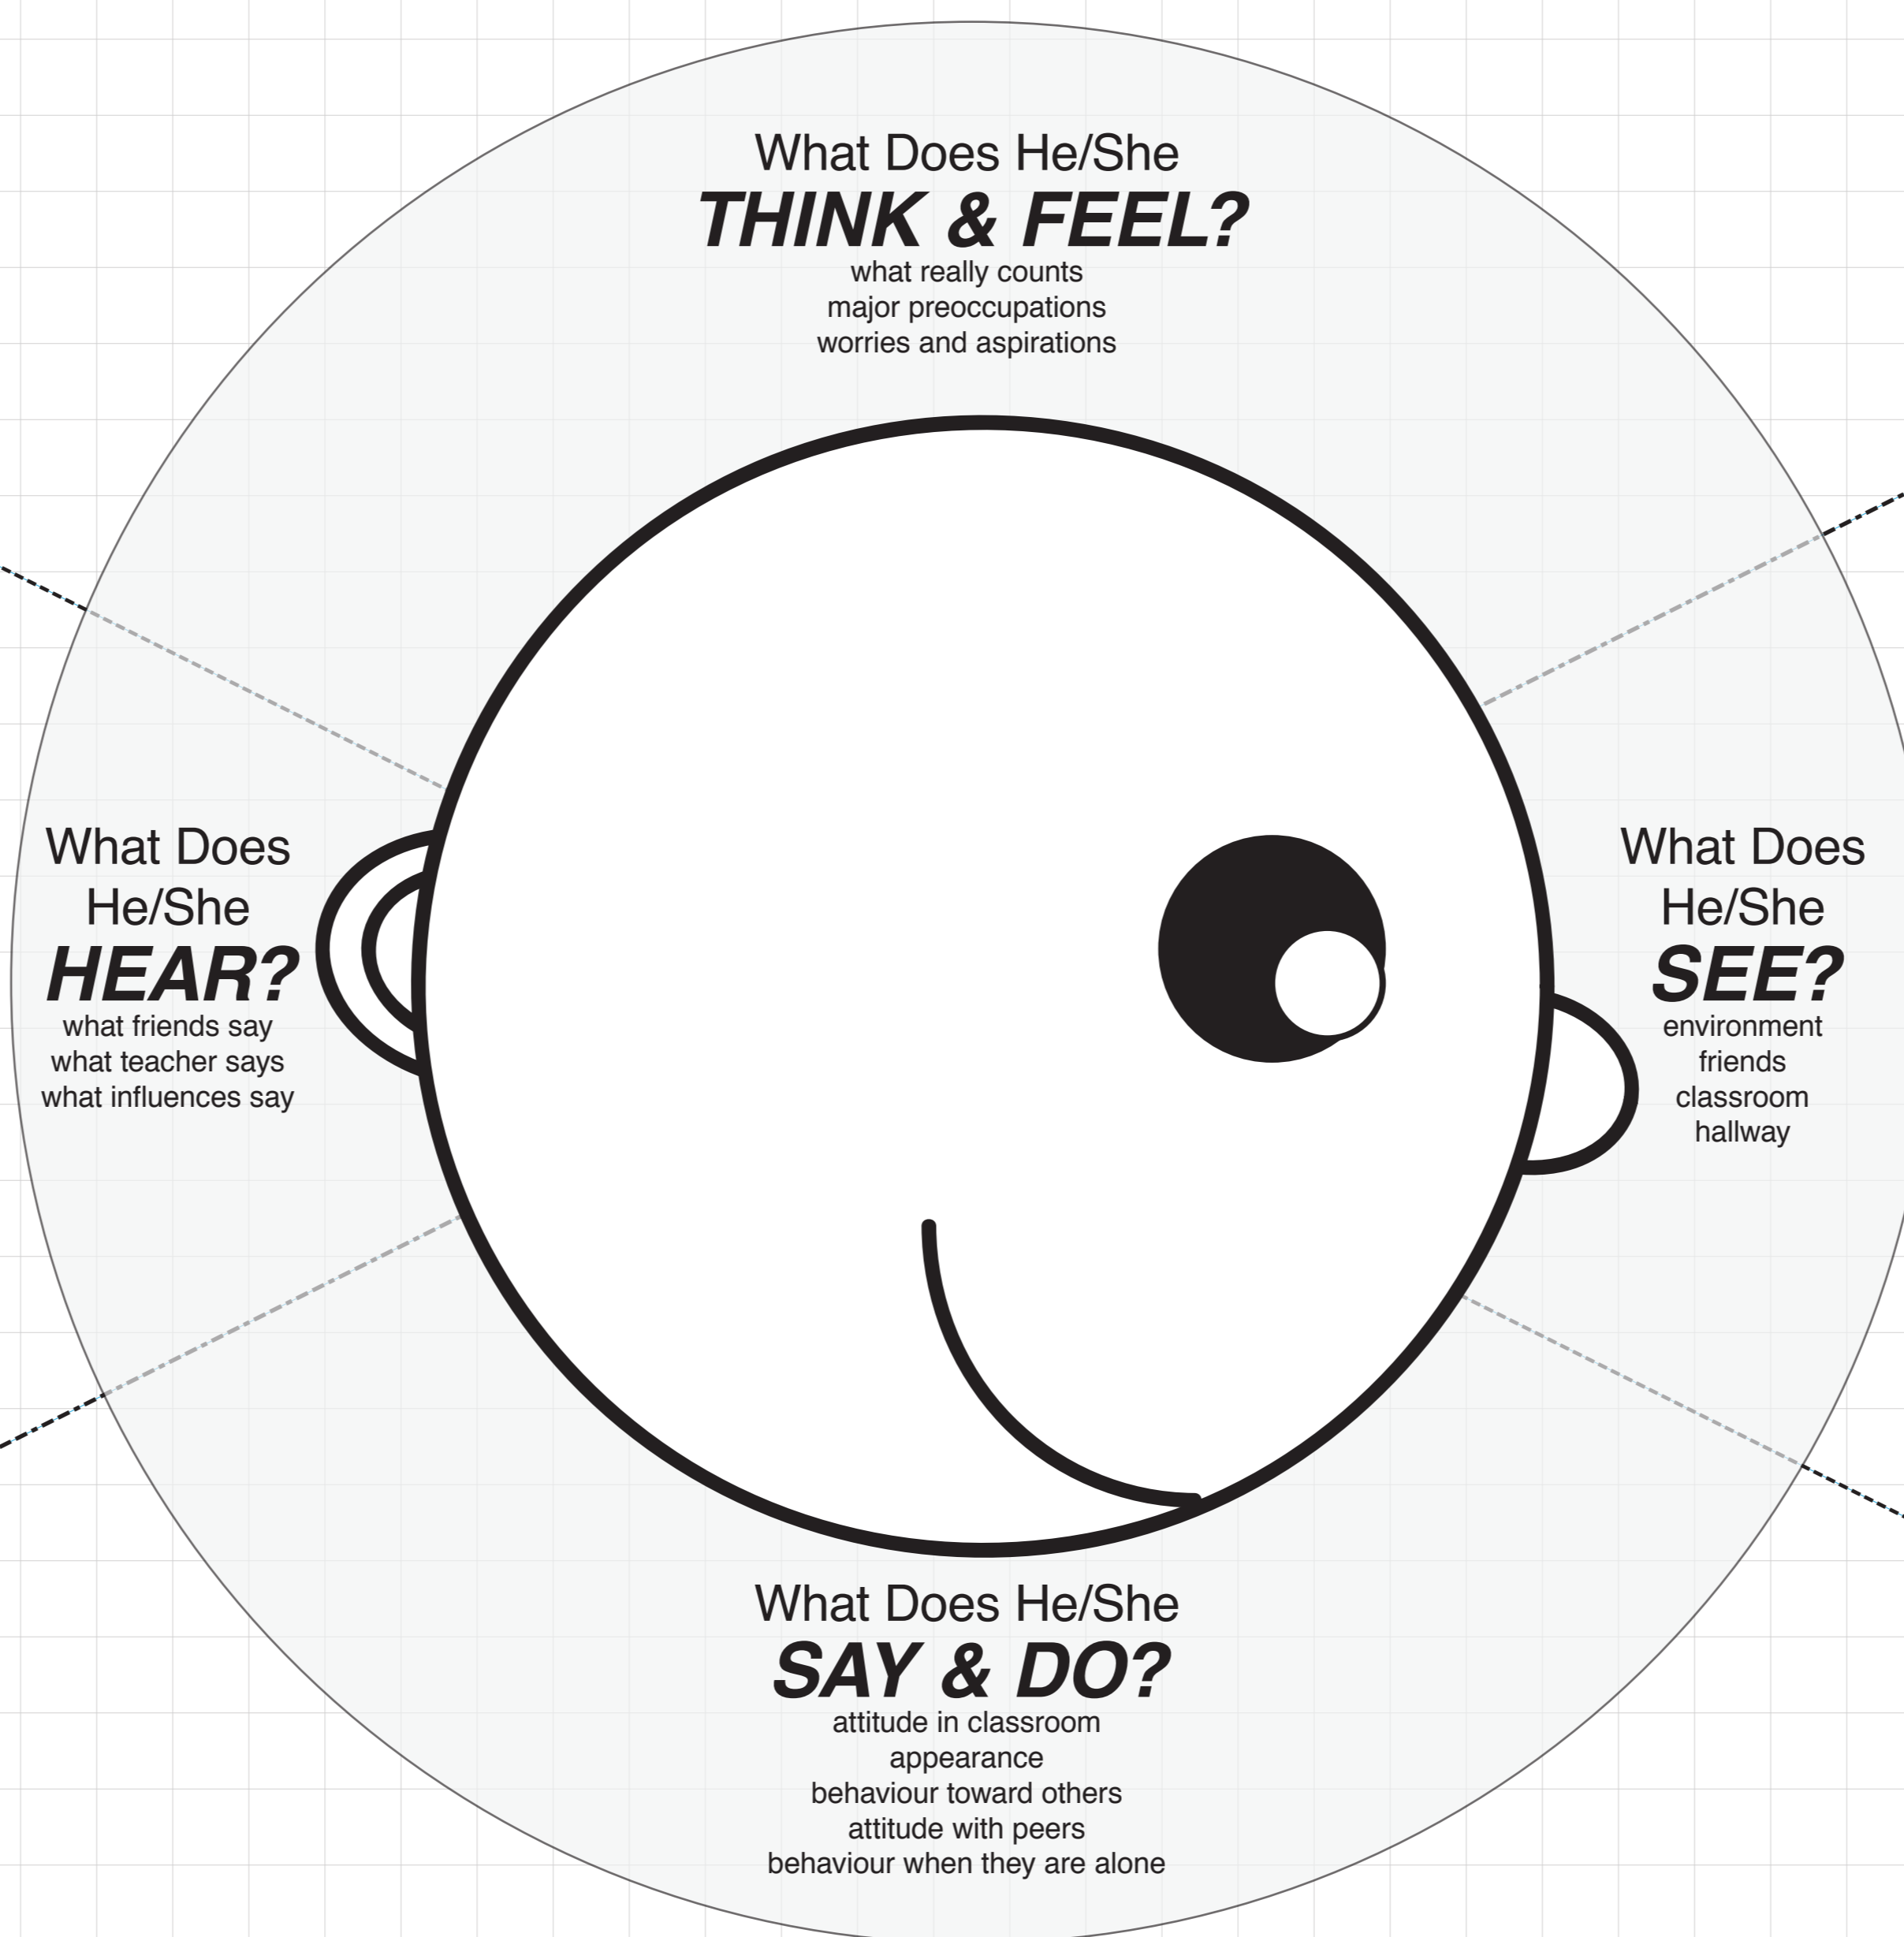 What Does He/She
THINK & FEEL?
what really counts
major preoccupations
worries and aspirations
What Does
He/She
HEAR?
what friends say
what teacher says
what influences say
What Does
He/She
SEE?
environment
friends
classroom
hallway
What Does He/She
SAY & DO?
attitude in classroom
appearance
behaviour toward others
attitude with peers
behaviour when they are alone